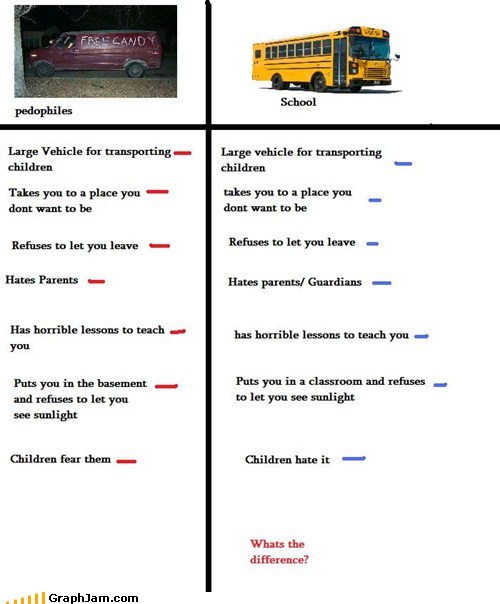 FREE CANDY
pedophiles
Large Vehicle for transporting
children
Takes you to a place you
dont want to be
Refuses to let you leave
Hates Parents
Has horrible lessons to teach
you
Puts you in the basement
and refuses to let you
see sunlight
Children fear them
School
Large vehicle for transporting
children
takes you to a place you
dont want to be
Refuses to let you leave
Hates parents/ Guardians
has horrible lessons to teach you
Puts you in a classroom and refuses
to let you see sunlight
Children hate it
Whats the
difference?
GraphJam.com